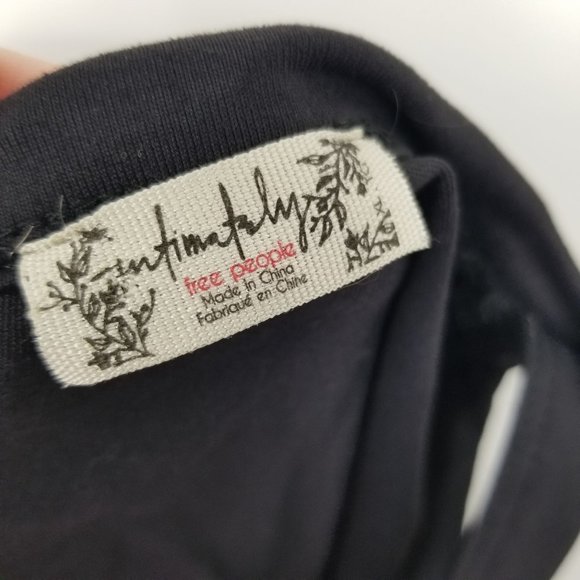 intimately
free people
Made in China
Fabriqué en Chine